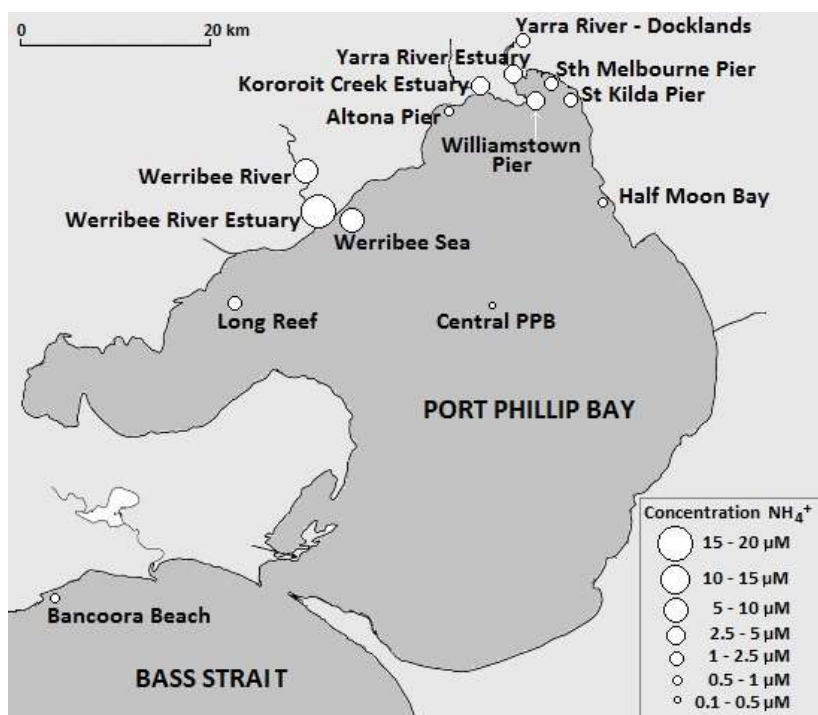 0 20 km
Yarra River - Docklands
Yarra River Estuary
Sth Melbourne Pier
Kororoit Creek Estuary
St Kilda Pier
Altona Pier
Williamstown
Pier
Werribee River
Half Moon Bay
Werribee River Estuary
Werribee Sea
Long Reef
Central PPB
PORT PHILLIP BAY
Concentration NH₄⁺
15 - 20 µM
10 - 15 µM
5 - 10 µM
2.5 - 5 µM
1 - 2.5 µM
0.5 - 1 µM
0.1 - 0.5 µM
Bancoora Beach
BASS STRAIT